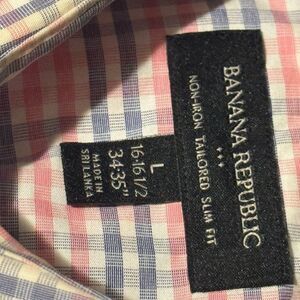 BANANA REPUBLIC
NON-IRON TAILORED SLIM FIT
L
16-16 1/2
34-35"
MADE IN
SRI LANKA